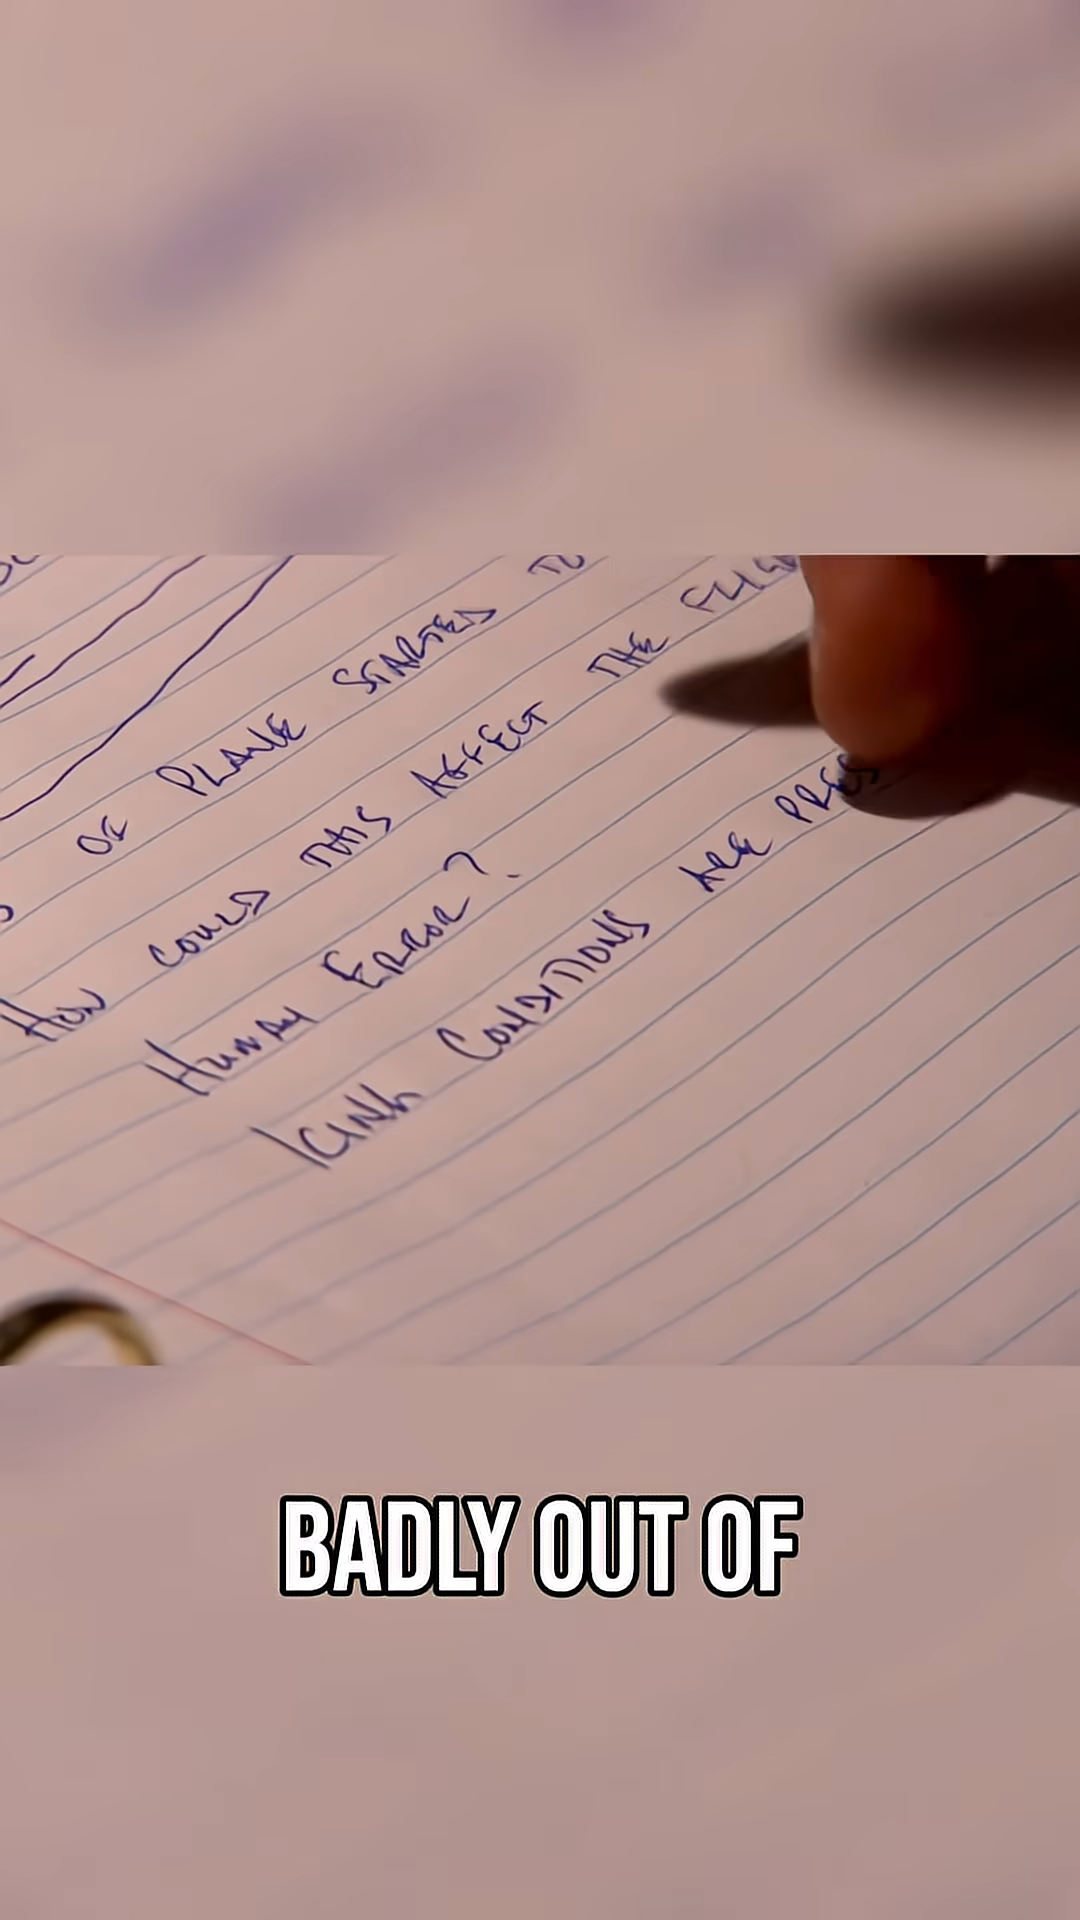 OF PLANE STARTED TO
HOW COULD THIS AFFECT THE
HUMAN ERROR?
ICING CONDITIONS ARE
BADLY OUT OF